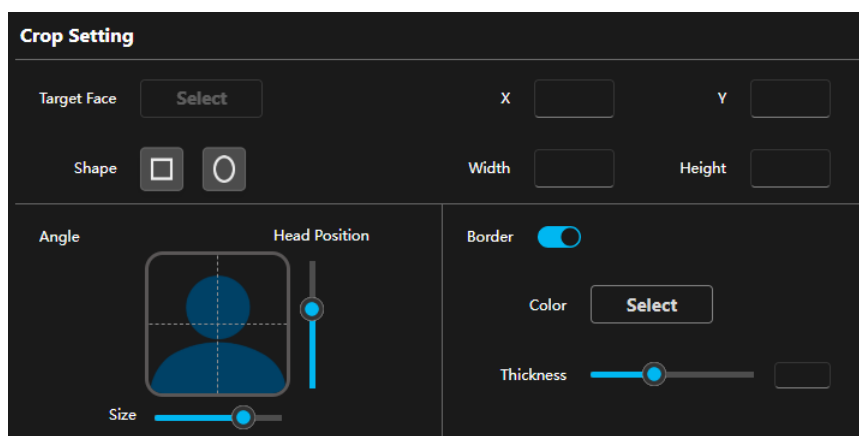 Crop Setting
Target Face Select X Y
Shape Width Height
Angle Head Position Border
Color Select
Thickness
Size